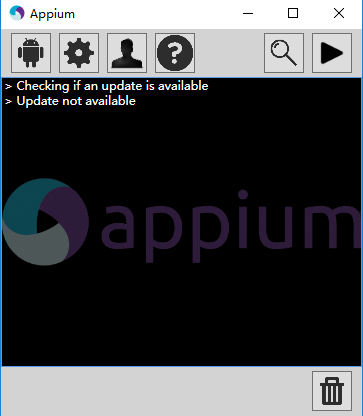 Appium
?
> Checking if an update is available
> Update not available
appium